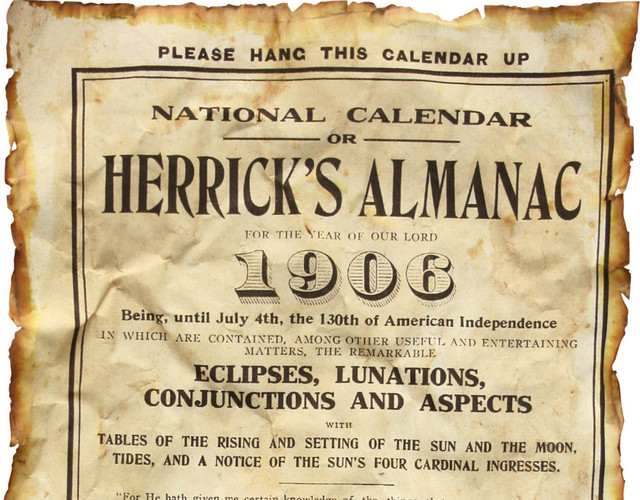 PLEASE HANG THIS CALENDAR UP
NATIONAL CALENDAR
OR
HERRICK'S ALMANAC
FOR THE YEAR OF OUR LORD
1906
Being, until July 4th, the 130th of American Independence
IN WHICH ARE CONTAINED, AMONG OTHER USEFUL AND ENTERTAINING
MATTERS, THE REMARKABLE
ECLIPSES, LUNATIONS,
CONJUNCTIONS AND ASPECTS
WITH
TABLES OF THE RISING AND SETTING OF THE SUN AND THE MOON,
TIDES, AND A NOTICE OF THE SUN'S FOUR CARDINAL INGRESSES.
"For He hath given me certain knowledge of the things